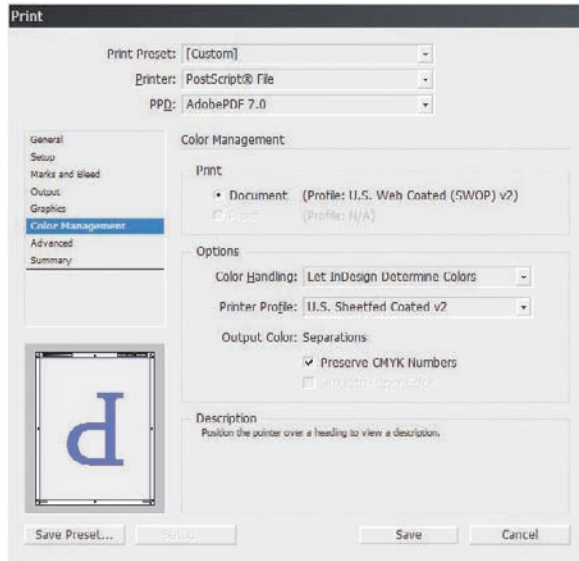 Print
Print Preset: [Custom]
Printer: PostScript® File
PPD: AdobePDF 7.0
General
Setup
Marks and Bleed
Output
Graphics
Color Management
Advanced
Summary
Color Management
Print
Document (Profile: U.S. Web Coated (SWOP) v2)
(Profile: N/A)
Options
Color Handling: Let InDesign Determine Colors
Printer Profile: U.S. Sheetfed Coated v2
Output Color: Separations
Preserve CMYK Numbers
Description
Position the pointer over a heading to view a description.
Save Preset...
Save
Cancel